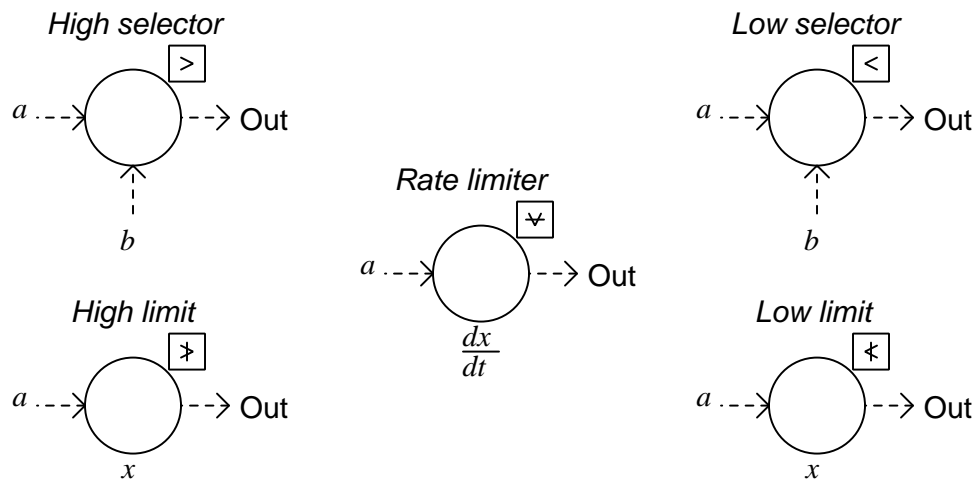 High selector
>
a
Out
b
Low selector
<
a
Out
b
Rate limiter
a
Out
dx
dt
High limit
≯
a
Out
x
Low limit
≮
a
Out
x